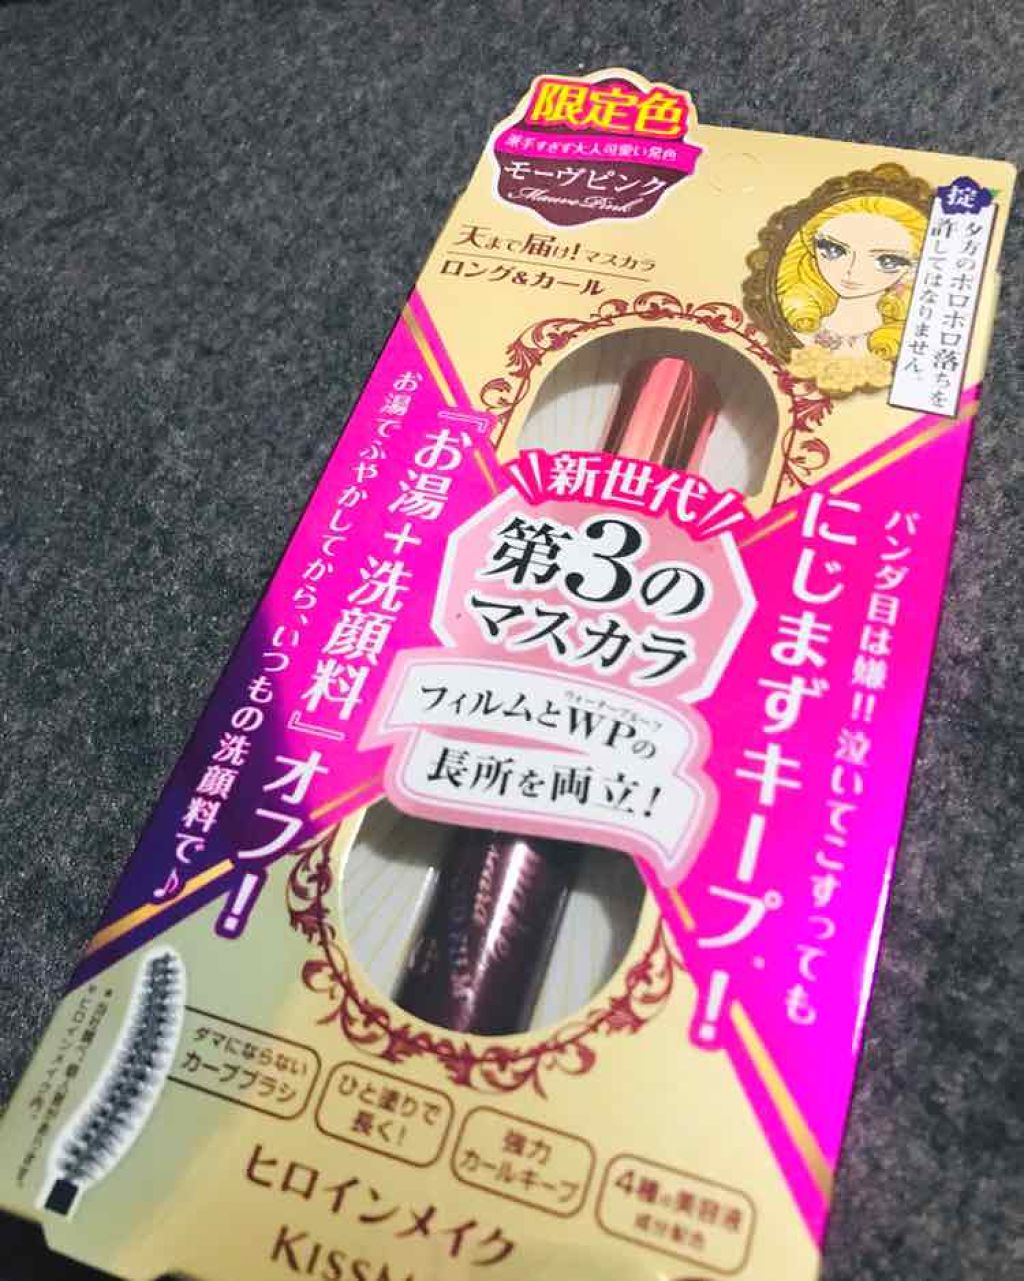 限定色
派手すぎず大人可愛い発色
モーヴピンク
Mauve Pink
天まで届け!マスカラ
ロング&カール
掟
夕方のポロポロ落ちを
許してはなりません。
\\新世代//
第3の
マスカラ
ウォータープルーフ
フィルムとWPの
長所を両立!
パンダ目は嫌!!泣いてこすっても
にじまずキープ!
『お湯+洗顔料』オフ!
お湯でふやかしてから、いつもの洗顔料で♪
ダマにならない
カーブブラシ
ひと塗りで
長く!
強力
カールキープ
4種の美容液
成分配合
ヒロインメイク
KISSM